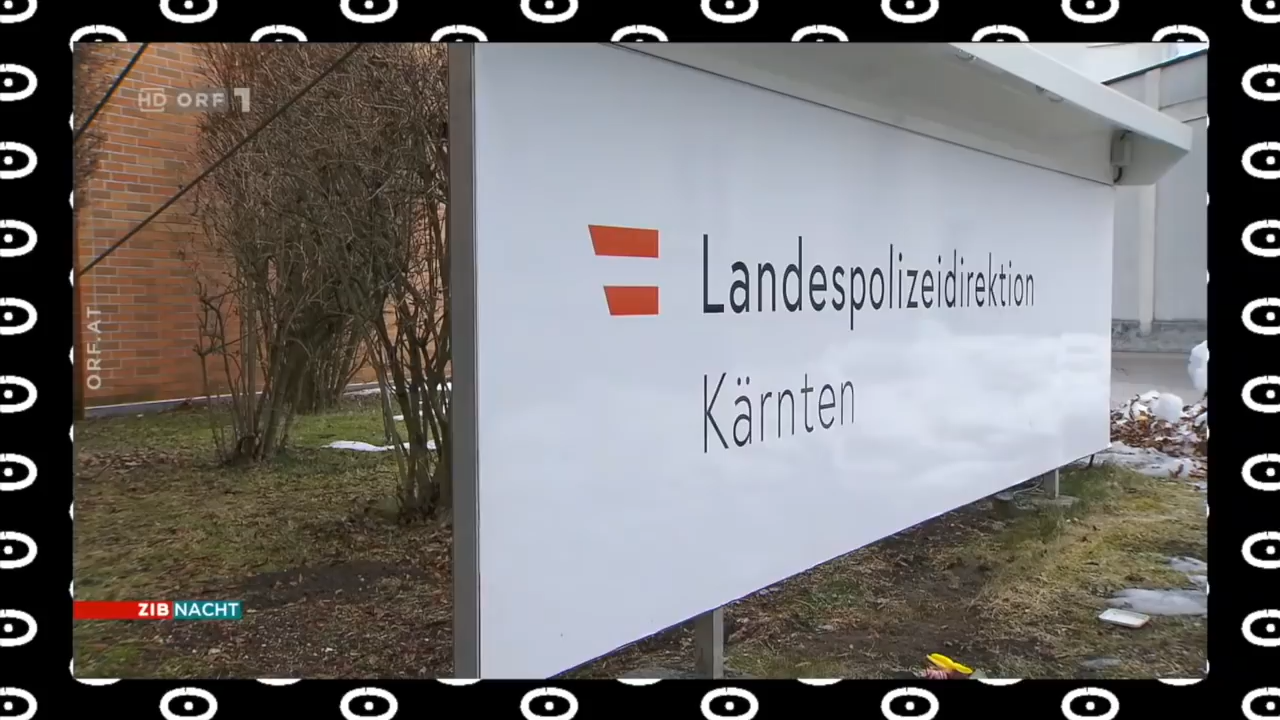 HD ORF 1
ORF.AT
Landespolizeidirektion
Kärnten
ZIB NACHT